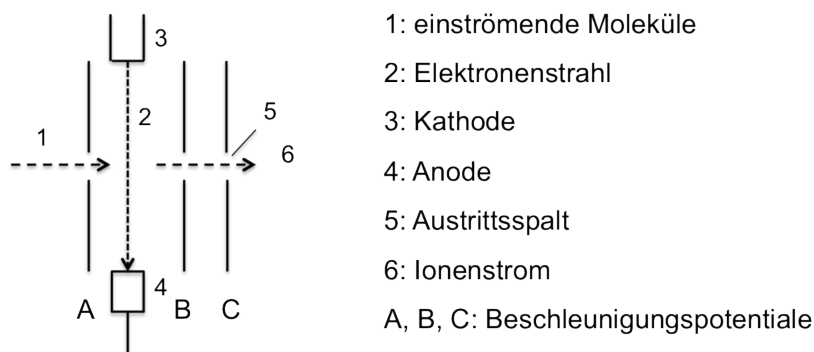 3
2
1
5
6
4
A
B
C
1: einströmende Moleküle
2: Elektronenstrahl
3: Kathode
4: Anode
5: Austrittsspalt
6: Ionenstrom
A, B, C: Beschleunigungspotentiale